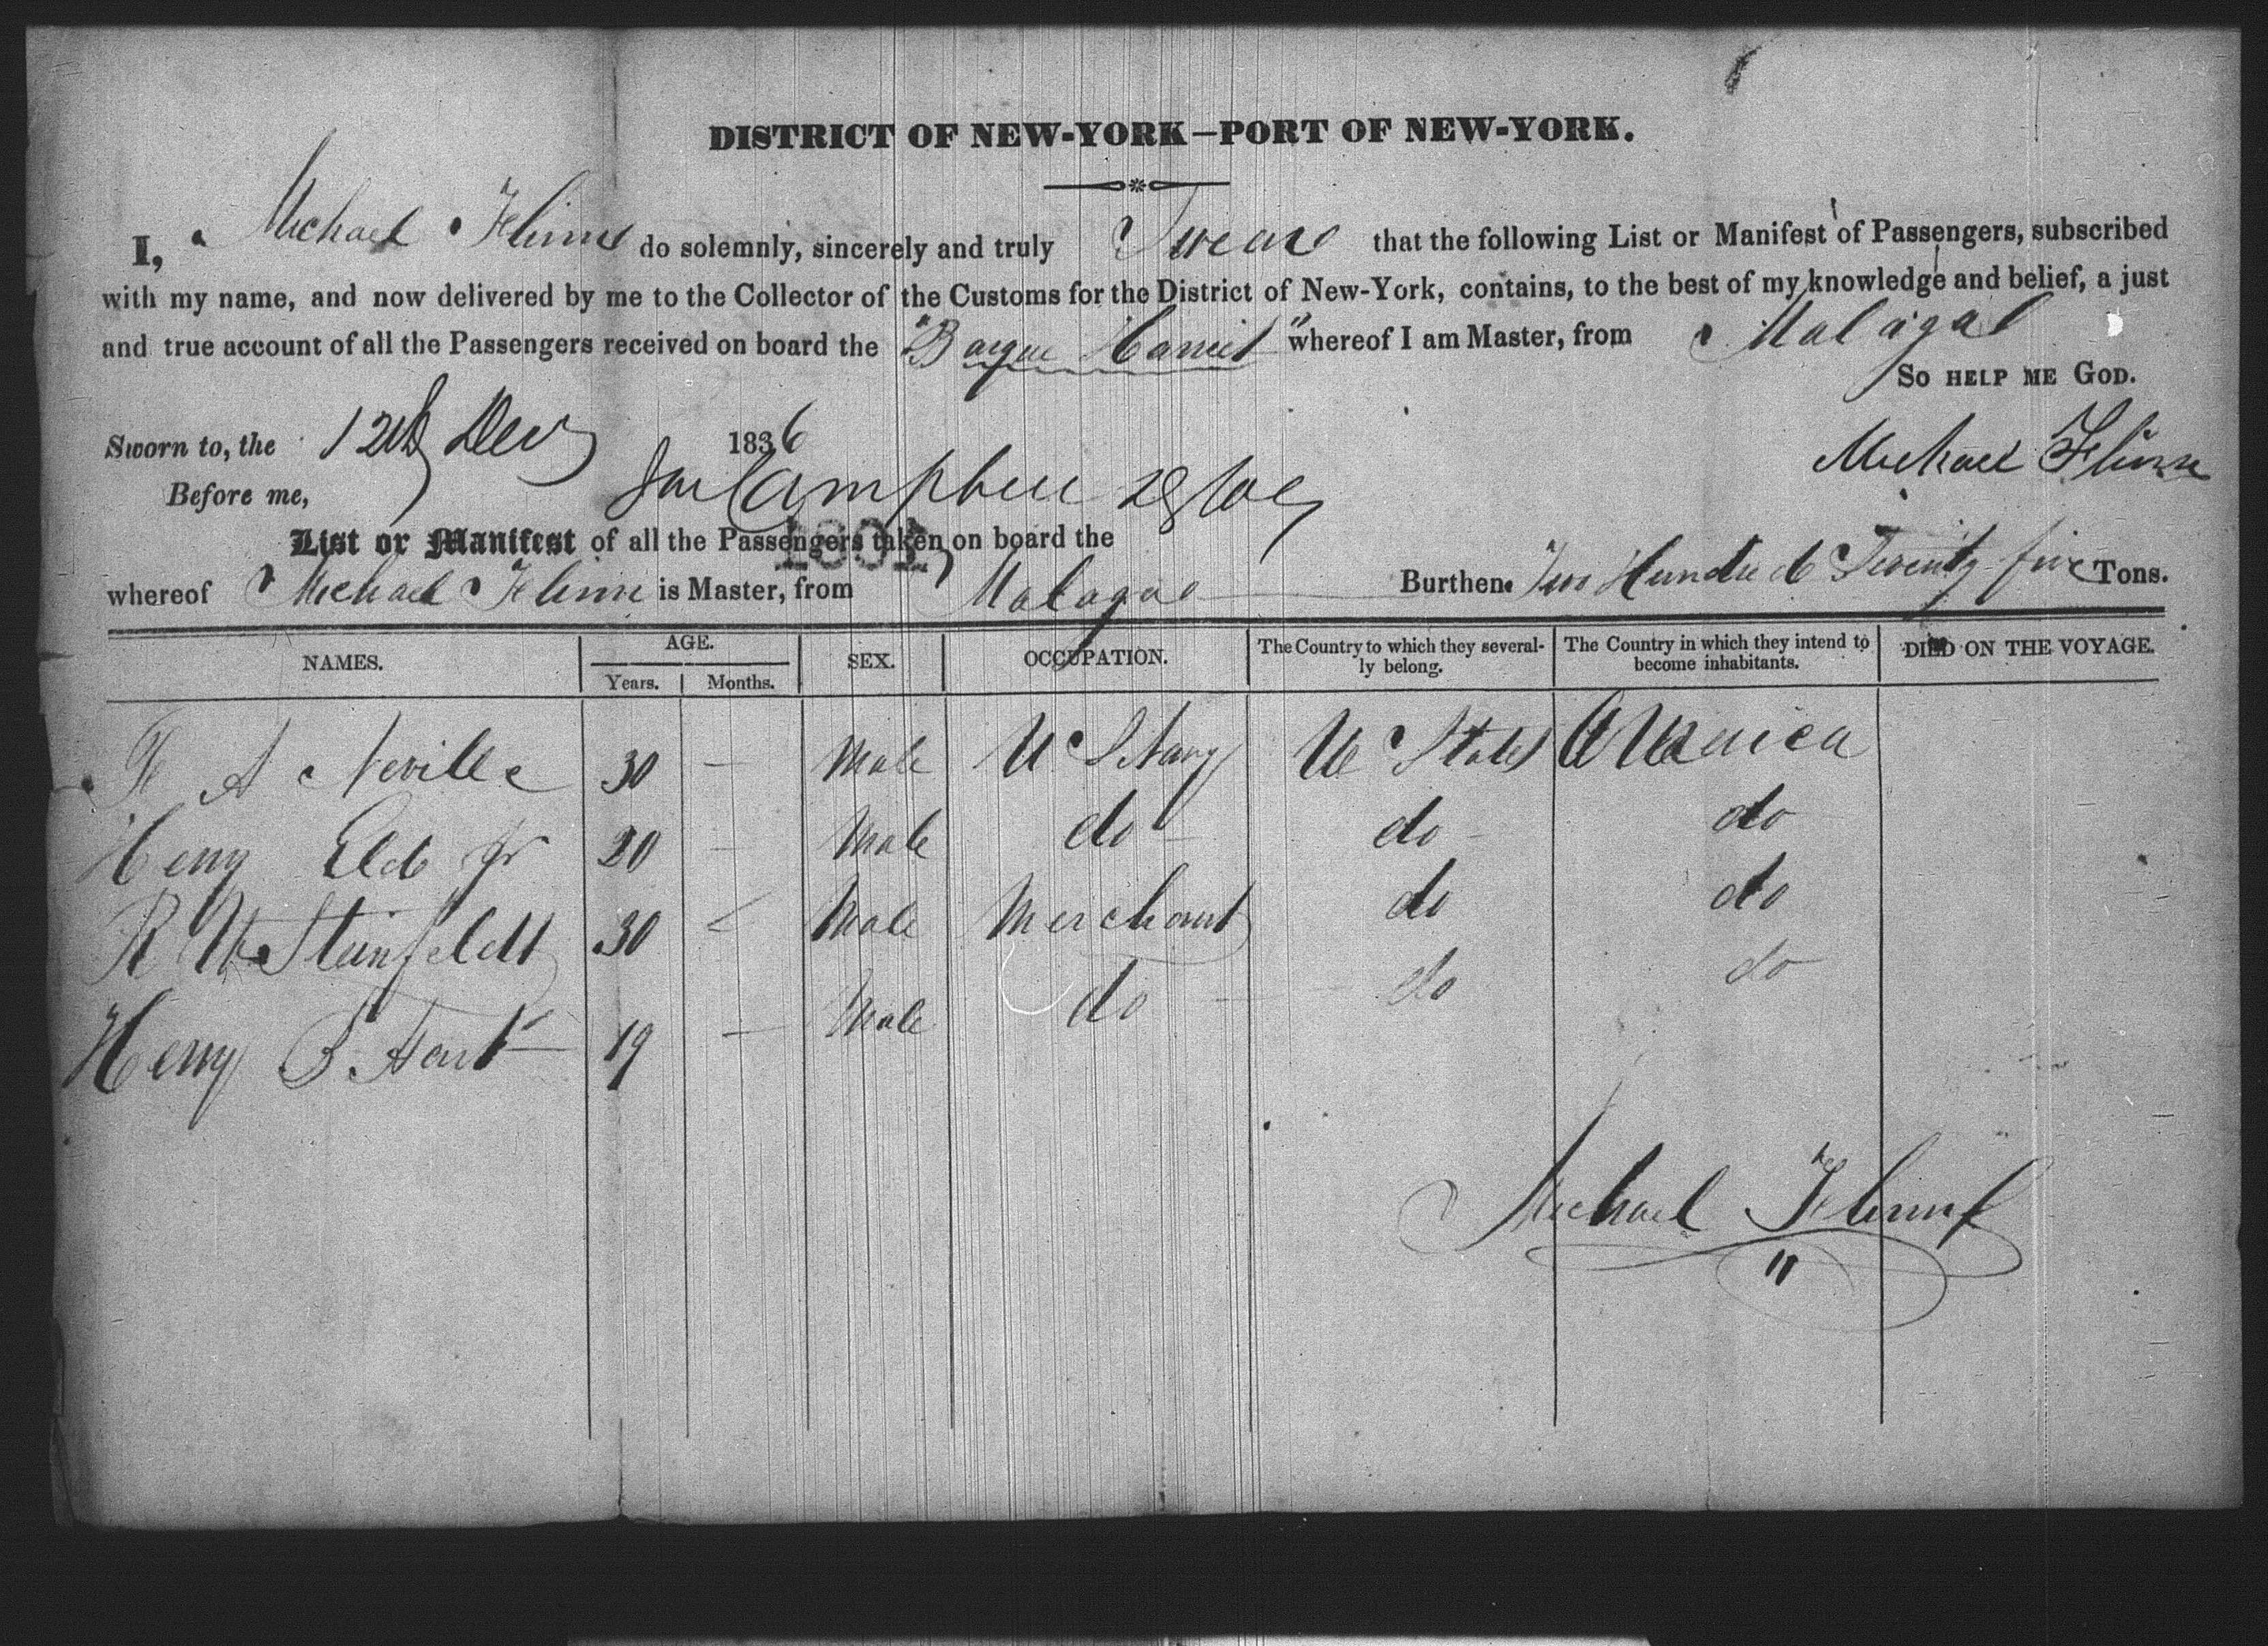 DISTRICT OF NEW-YORK—PORT OF NEW-YORK.
I, Michael do solemnly, sincerely and truly Swear that the following List or Manifest of Passengers, subscribed
with my name, and now delivered by me to the Collector of the Customs for the District of New-York, contains, to the best of my knowledge and belief, a just
and true account of all the Passengers received on board the "Barque " whereof I am Master, from Malaga
So HELP ME GOD.
Sworn to, the 12th Decr 1836 Michael
Before me, Campbell
List or Manifest of all the Passengers taken on board the
whereof Michael is Master, from Malaga Burthen Two Hundred Twenty five Tons.
NAMES. AGE. Years. Months. SEX. OCCUPATION. The Country to which they several-ly belong. The Country in which they intend to become inhabitants. DIED ON THE VOYAGE.
A Neville 30 — Male U S Navy U States America
Henry Eld Jr 20 — Male do do do
R W Steinfeldt 30 Male Merchant do do
Henry S 19 — Male do do do
Michael